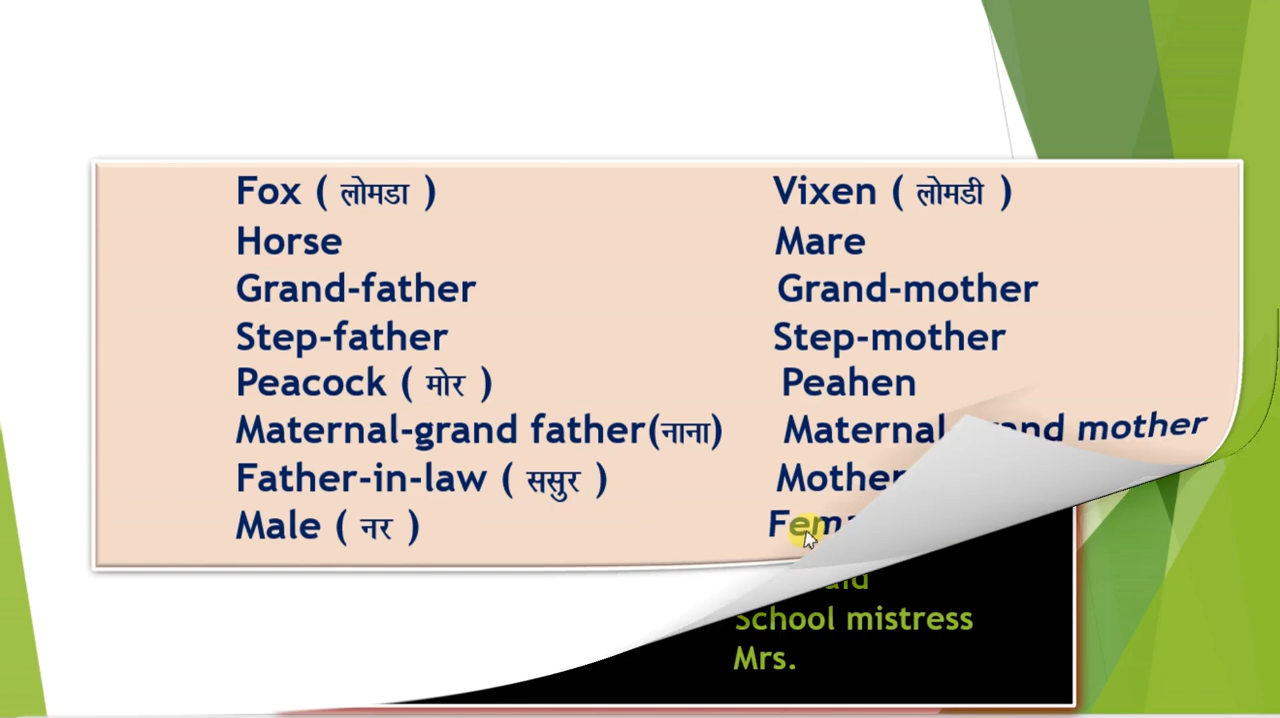 Fox ( लोमडा ) Vixen ( लोमडी )
Horse Mare
Grand-father Grand-mother
Step-father Step-mother
Peacock ( मोर ) Peahen
Maternal-grand father(नाना) Maternal mother
Father-in-law ( ससुर ) Mother
Male ( नर )
School mistress
Mrs.